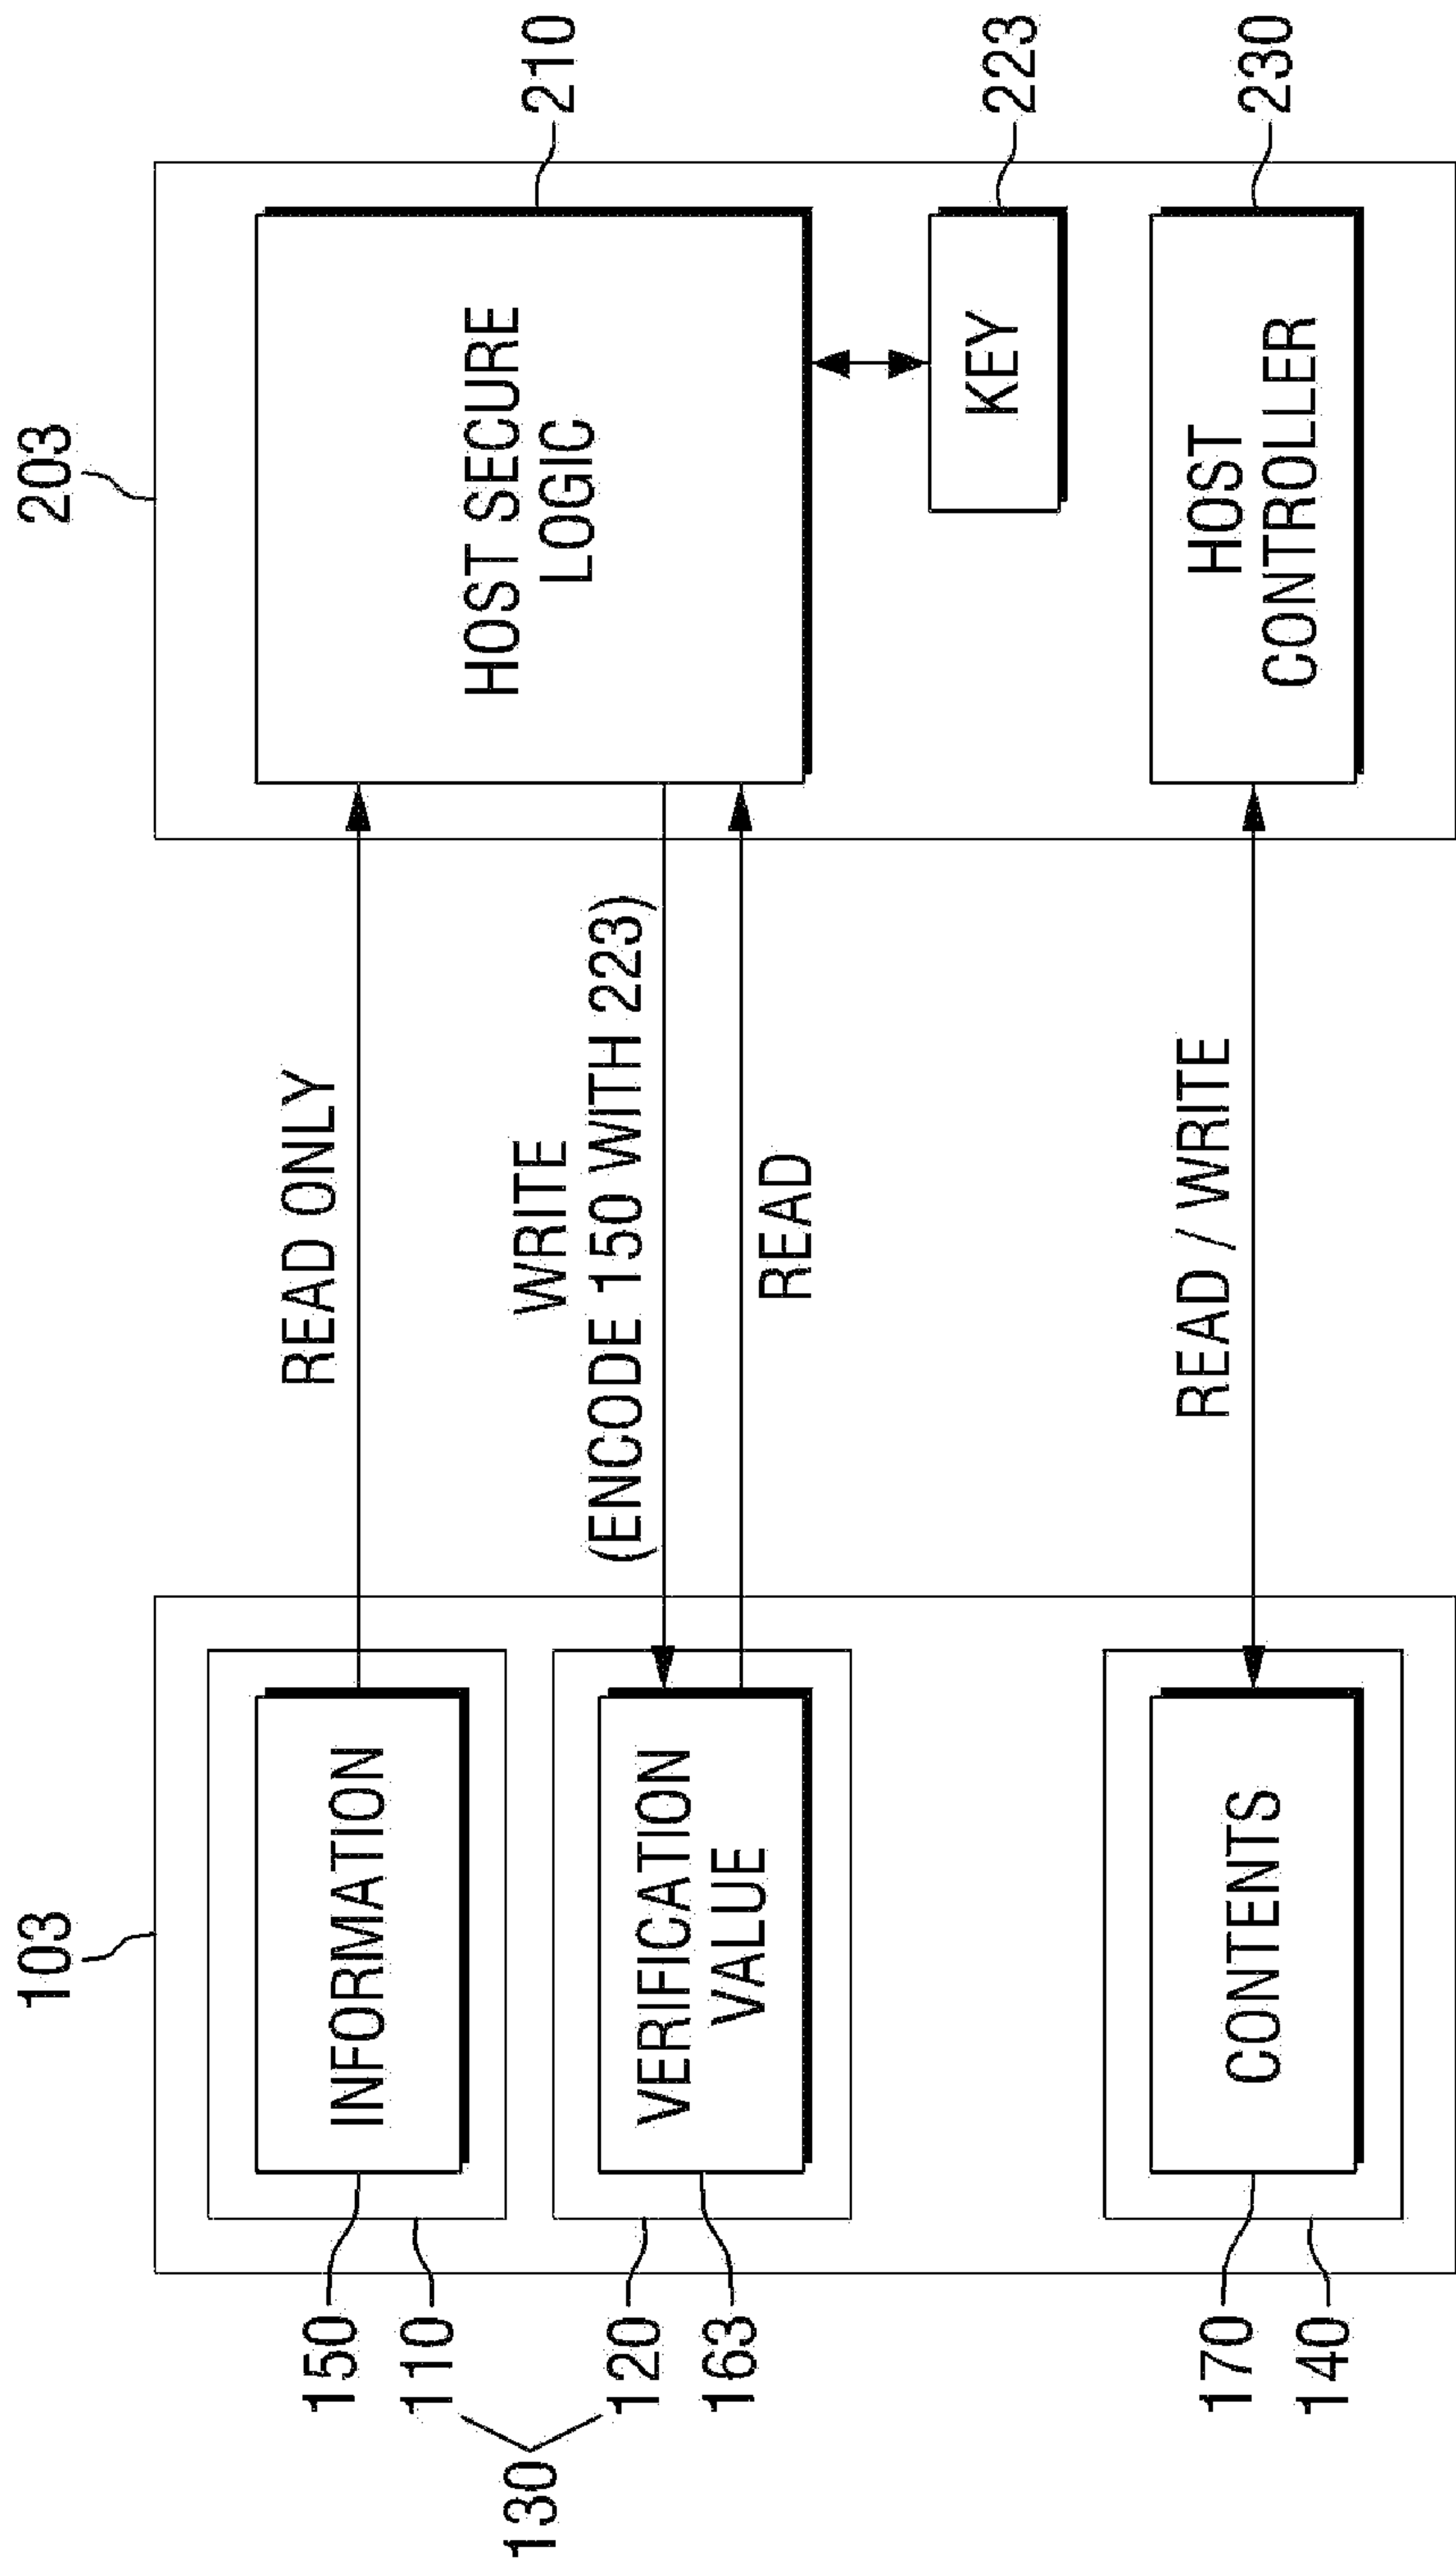 103
203
150
INFORMATION
READ ONLY
110
130
120
163
VERIFICATION
VALUE
WRITE
(ENCODE 150 WITH 223)
READ
HOST SECURE
LOGIC
210
KEY
223
170
CONTENTS
READ / WRITE
HOST
CONTROLLER
230
140